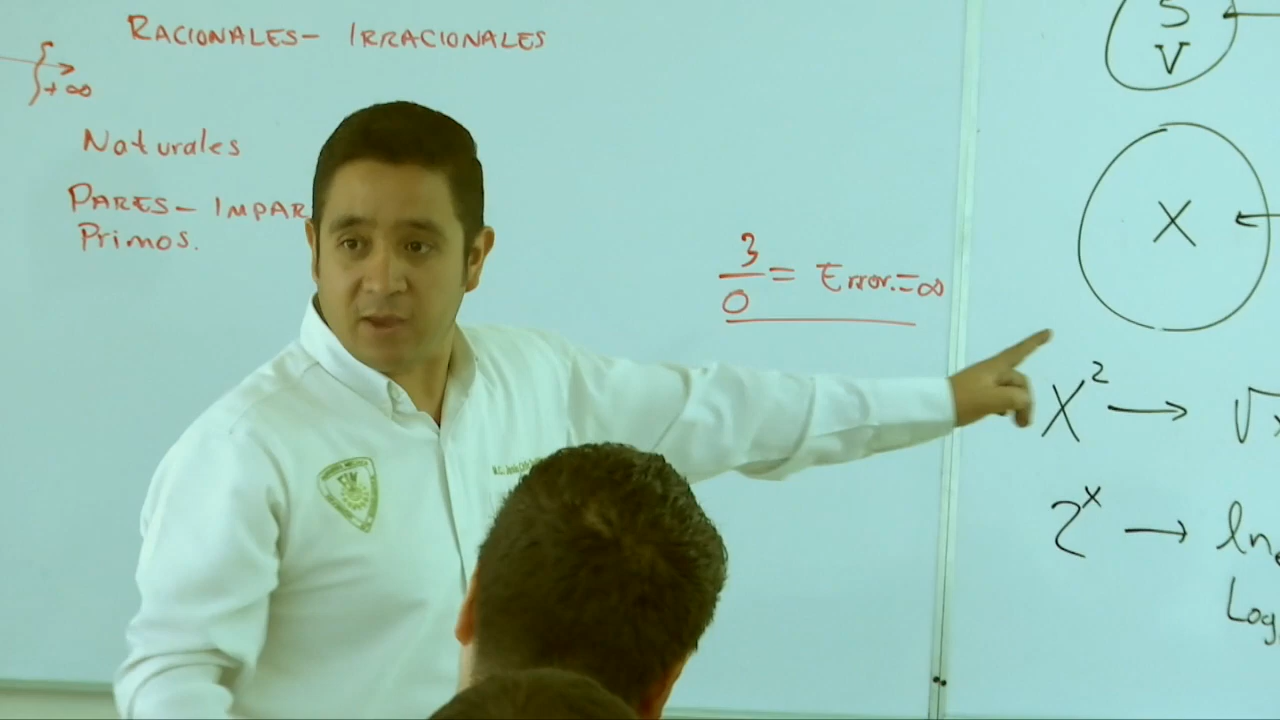 RACIONALES- IRRACIONALES
+∞
Naturales
PARES- IMPAR
Primos.
3/0 = Error.=∞
S
V
X
X² → √x
2ˣ → ln
Log